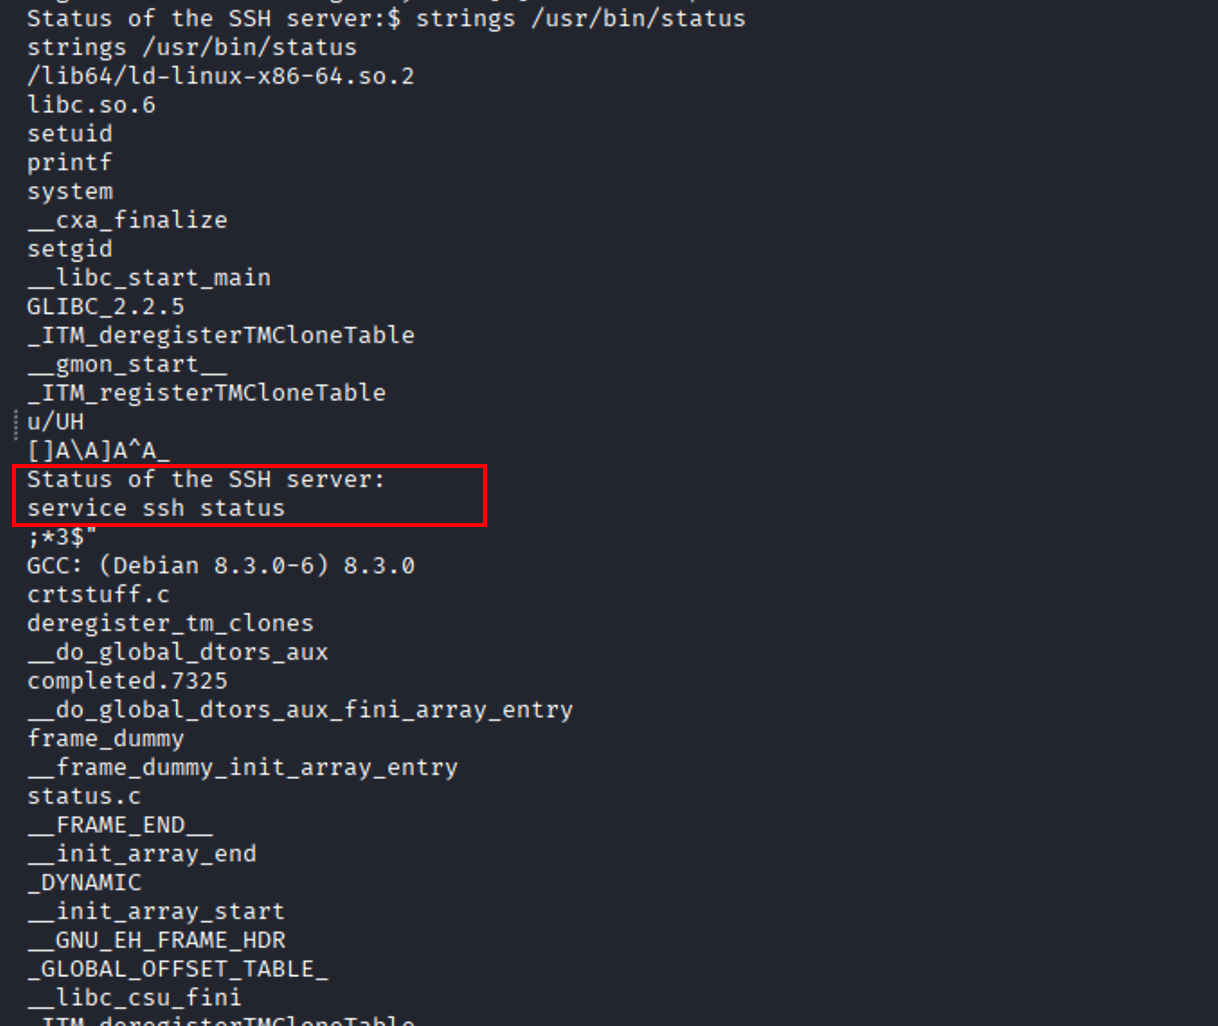 Status of the SSH server:$ strings /usr/bin/status
strings /usr/bin/status
/lib64/ld-linux-x86-64.so.2
libc.so.6
setuid
printf
system
__cxa_finalize
setgid
__libc_start_main
GLIBC_2.2.5
_ITM_deregisterTMCloneTable
__gmon_start__
_ITM_registerTMCloneTable
u/UH
[]A\A]A^A_
Status of the SSH server:
service ssh status
;*3$"
GCC: (Debian 8.3.0-6) 8.3.0
crtstuff.c
deregister_tm_clones
__do_global_dtors_aux
completed.7325
__do_global_dtors_aux_fini_array_entry
frame_dummy
__frame_dummy_init_array_entry
status.c
__FRAME_END__
__init_array_end
_DYNAMIC
__init_array_start
__GNU_EH_FRAME_HDR
_GLOBAL_OFFSET_TABLE_
__libc_csu_fini
_ITM_deregisterTMCloneTable